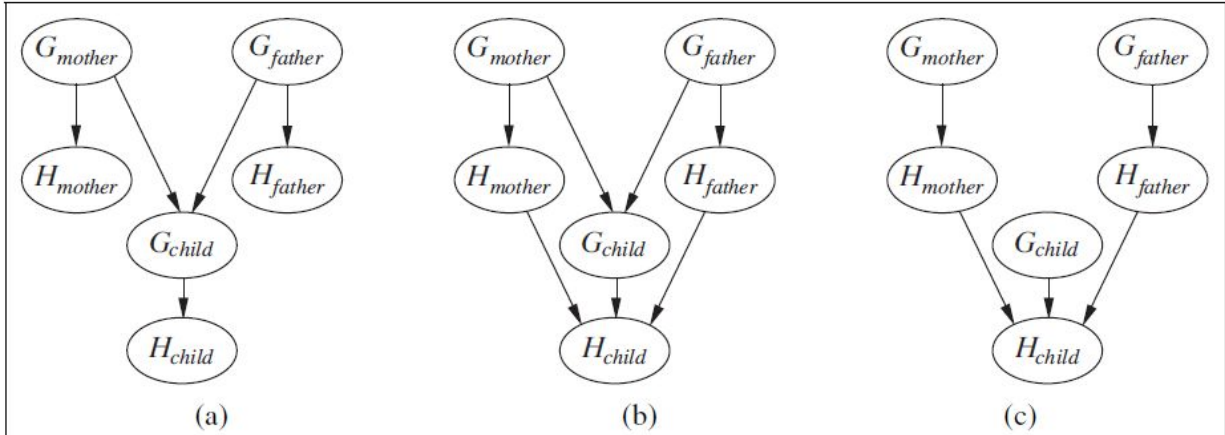 G_mother G_father G_mother G_father G_mother G_father
H_mother H_father H_mother H_father H_mother H_father
G_child G_child G_child
H_child H_child H_child
(a) (b) (c)